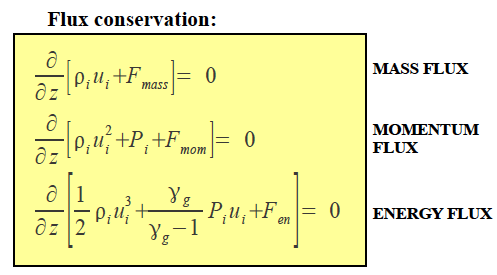 Flux conservation:
∂/∂z [ρ_i u_i + F_mass] = 0
MASS FLUX
∂/∂z [ρ_i u_i^2 + P_i + F_mom] = 0
MOMENTUM
FLUX
∂/∂z [1/2 ρ_i u_i^3 + γ_g/(γ_g − 1) P_i u_i + F_en] = 0
ENERGY FLUX